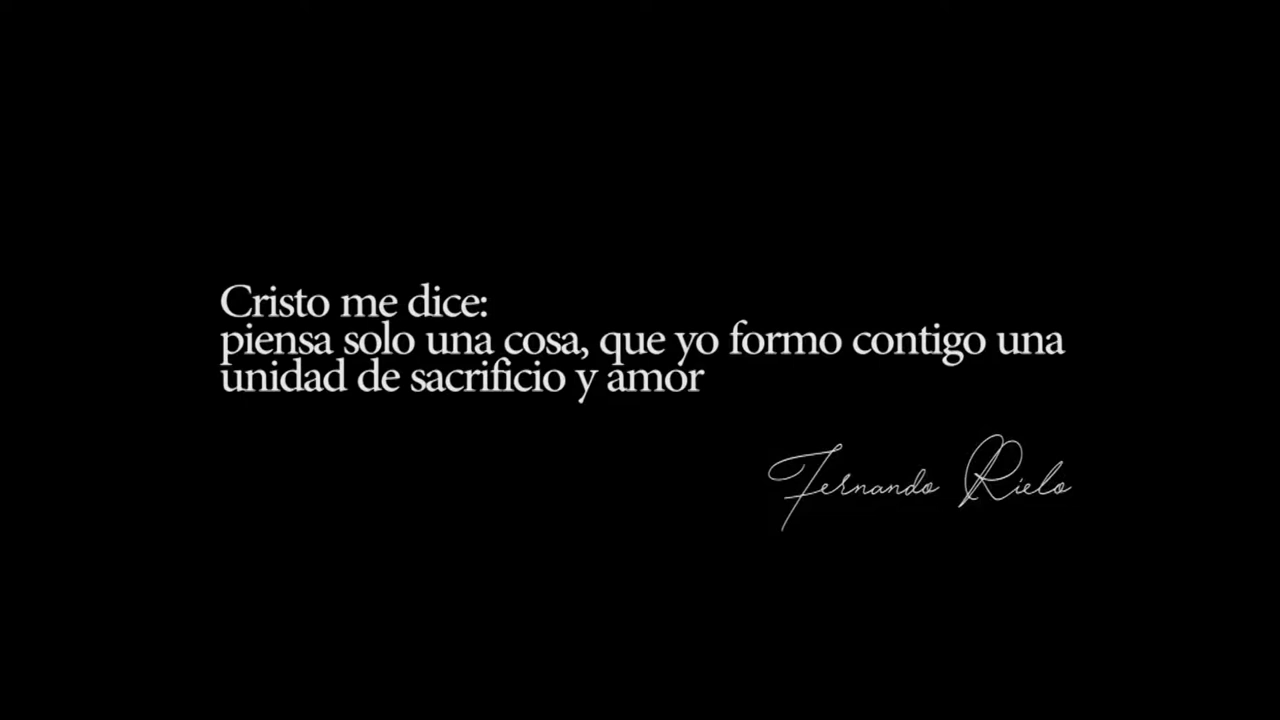 Cristo me dice:
piensa solo una cosa, que yo formo contigo una
unidad de sacrificio y amor
Fernando Rielo